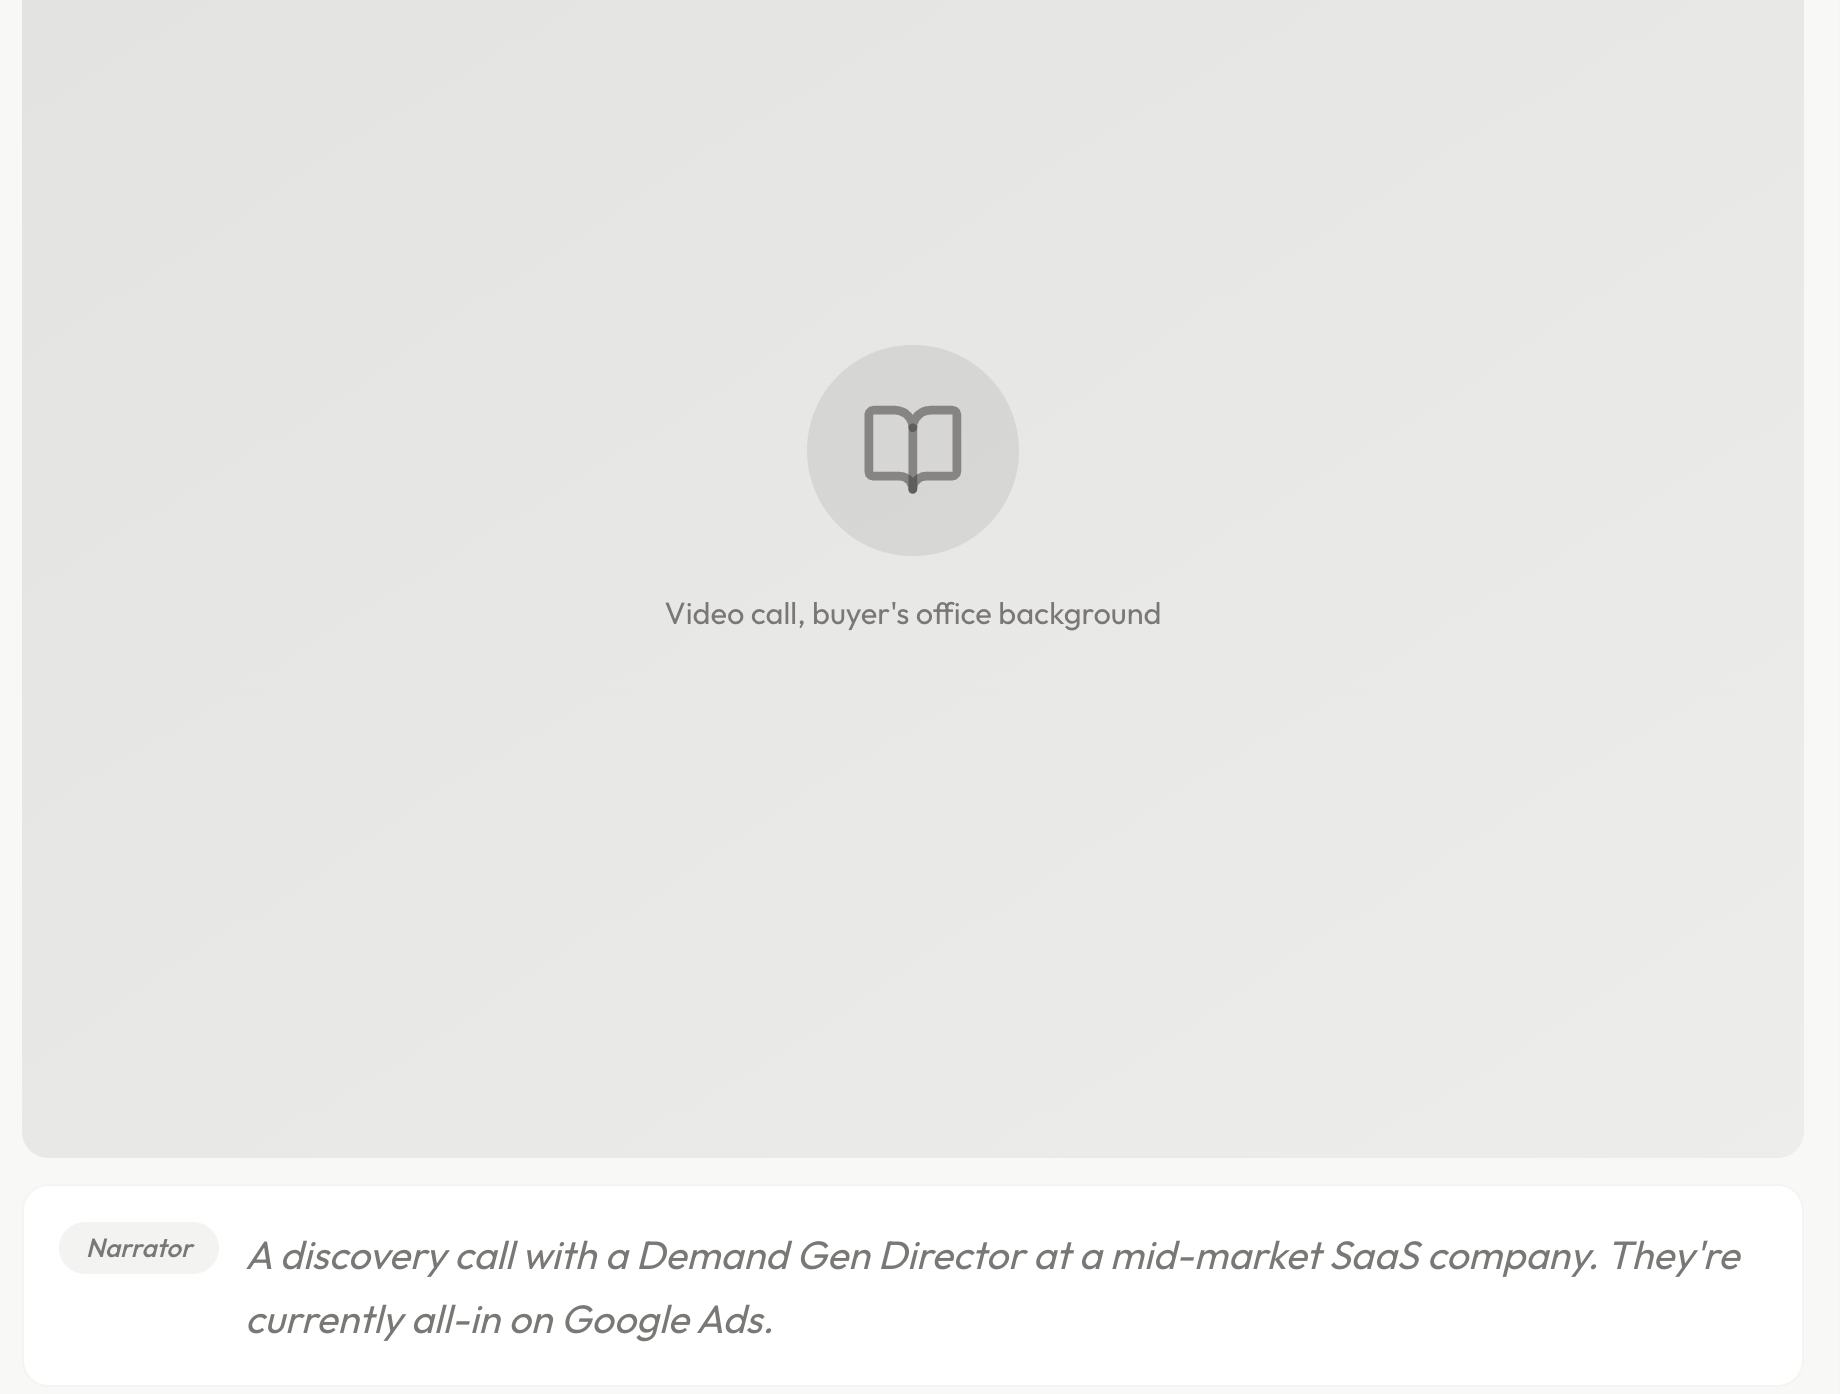 Video call, buyer's office background
Narrator
A discovery call with a Demand Gen Director at a mid-market SaaS company. They're
currently all-in on Google Ads.